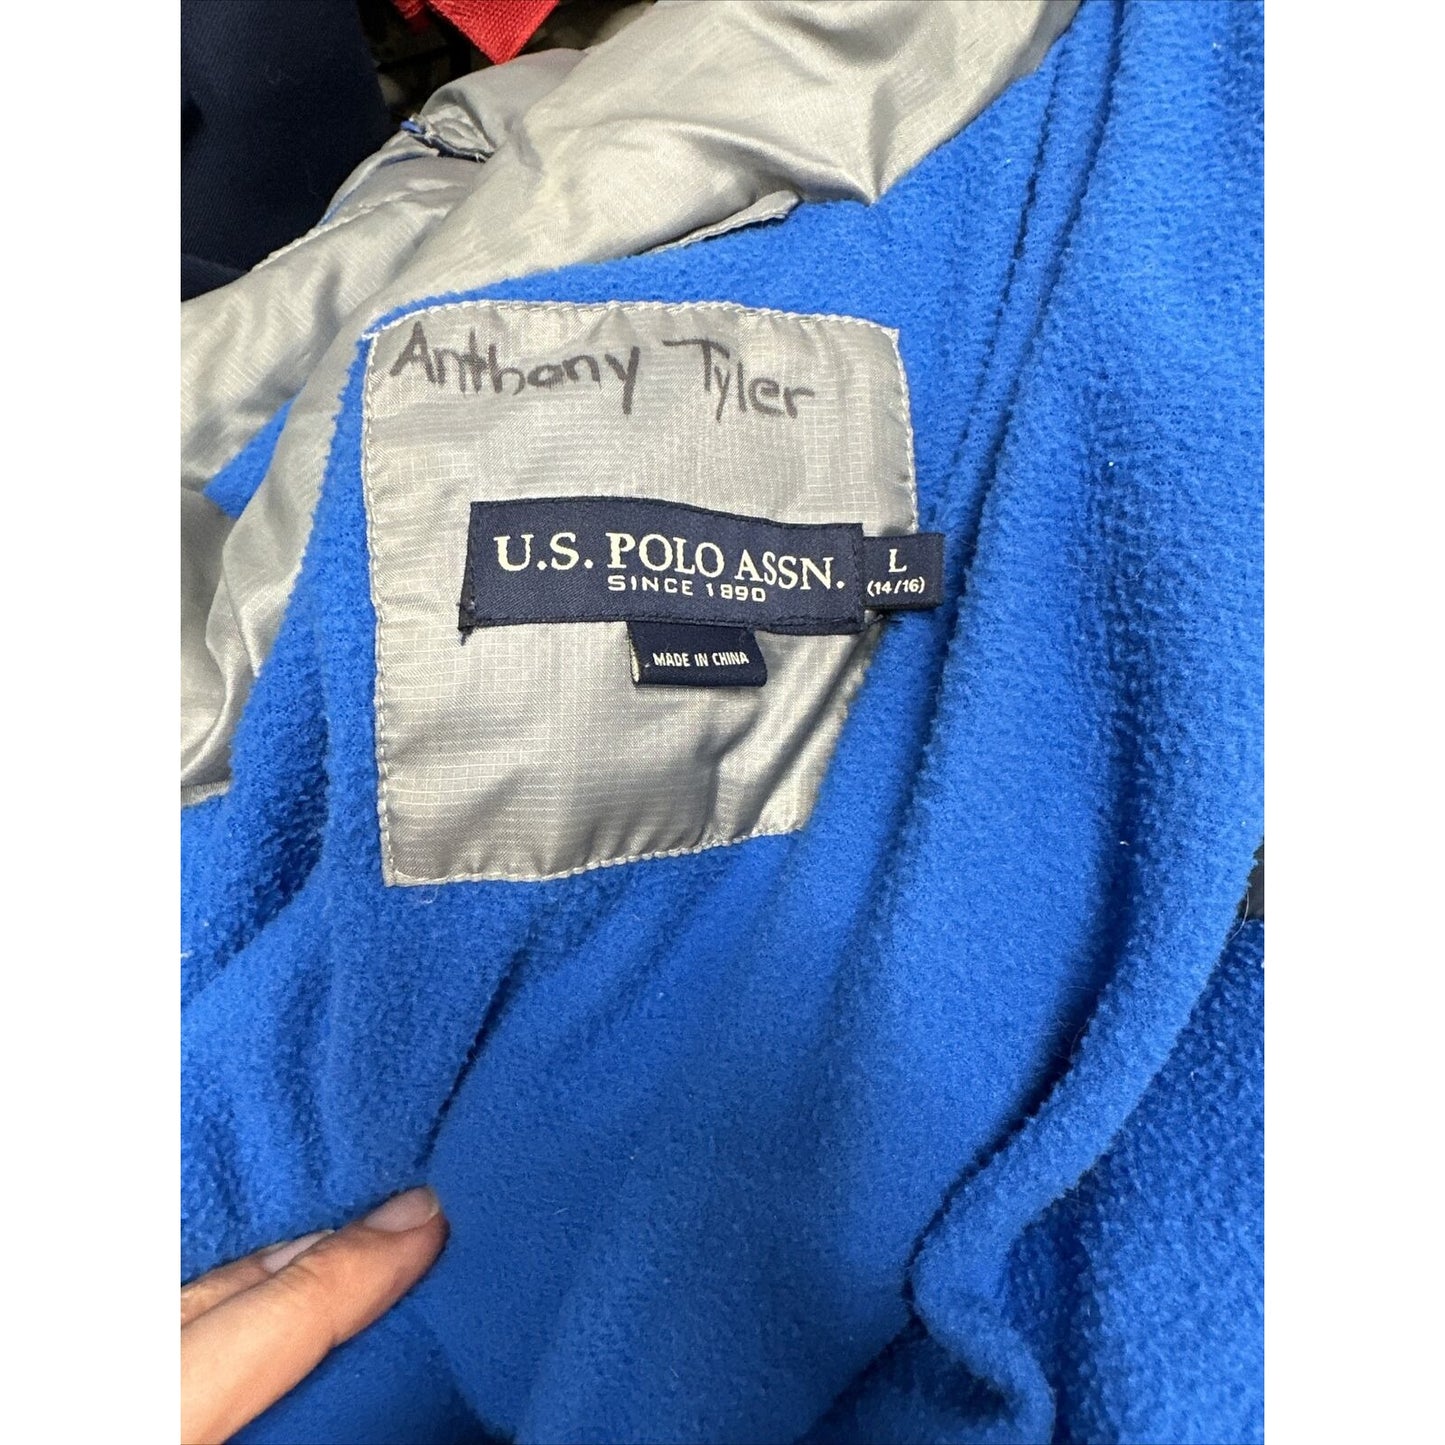 Anthony Tyler
U.S. POLO ASSN.
SINCE 1890
L
(14/16)
MADE IN CHINA